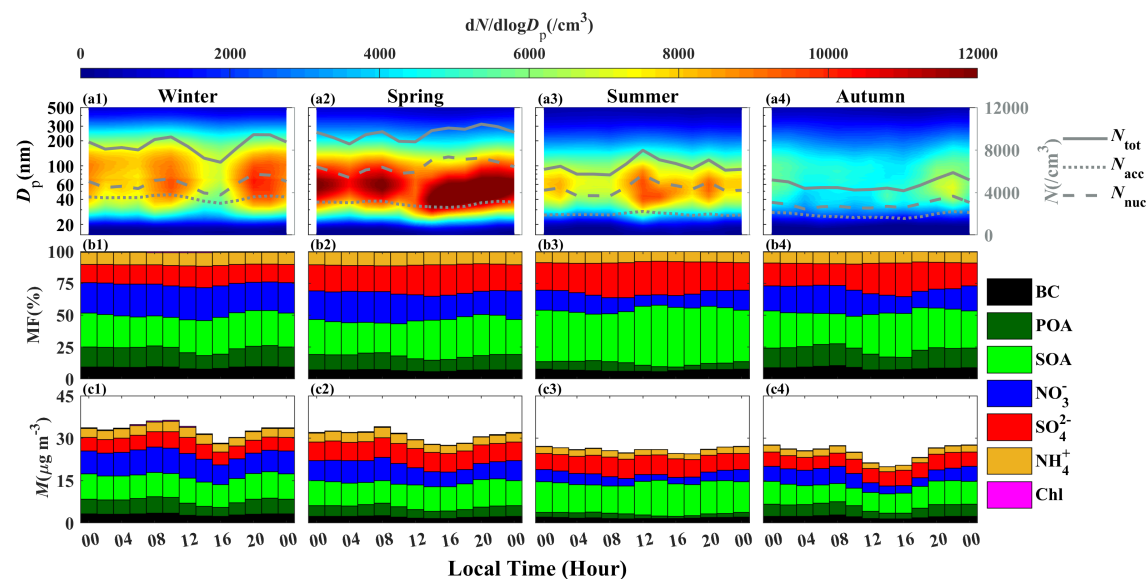 dN/dlogDp(/cm³)
0 2000 4000 6000 8000 10000 12000
(a1) Winter (a2) Spring (a3) Summer (a4) Autumn
500
300
100
60
40
20
Dp(nm)
12000
8000
4000
0
N(/cm³)
Ntot
Nacc
Nnuc
(b1) (b2) (b3) (b4)
100
75
50
25
0
MF(%)
(c1) (c2) (c3) (c4)
45
30
15
0
M(μg m⁻³)
BC
POA
SOA
NO₃⁻
SO₄²⁻
NH₄⁺
Chl
00 04 08 12 16 20 00 00 04 08 12 16 20 00 00 04 08 12 16 20 00 00 04 08 12 16 20 00
Local Time (Hour)